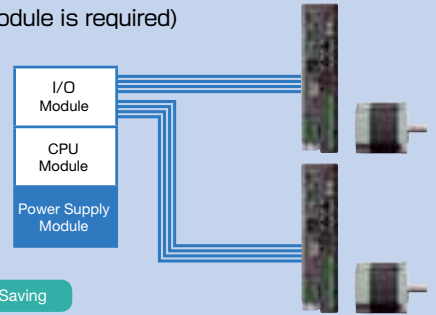 odule is required)
I/O
Module
CPU
Module
Power Supply
Module
Saving